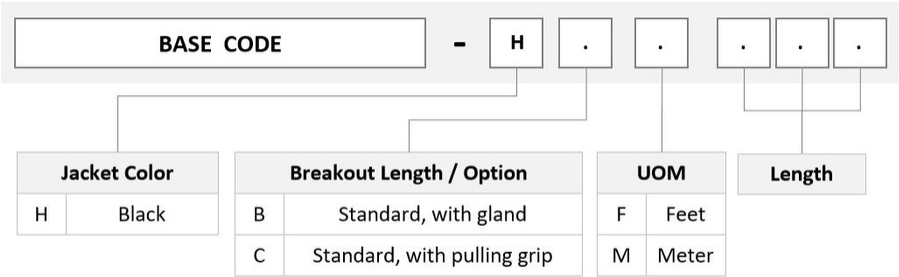 BASE CODE - H . . . . .
Jacket Color
H Black
Breakout Length / Option
B Standard, with gland
C Standard, with pulling grip
UOM
F Feet
M Meter
Length